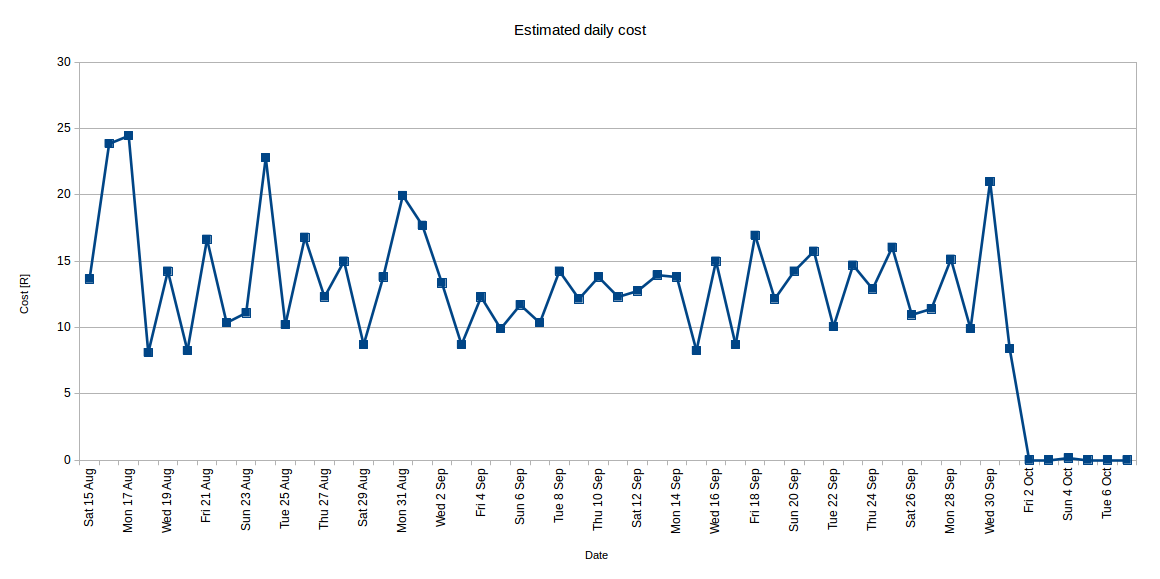 Estimated daily cost
30
25
20
15
10
5
0
Cost [R]
Sat 15 Aug
Mon 17 Aug
Wed 19 Aug
Fri 21 Aug
Sun 23 Aug
Tue 25 Aug
Thu 27 Aug
Sat 29 Aug
Mon 31 Aug
Wed 2 Sep
Fri 4 Sep
Sun 6 Sep
Tue 8 Sep
Thu 10 Sep
Sat 12 Sep
Mon 14 Sep
Wed 16 Sep
Fri 18 Sep
Sun 20 Sep
Tue 22 Sep
Thu 24 Sep
Sat 26 Sep
Mon 28 Sep
Wed 30 Sep
Fri 2 Oct
Sun 4 Oct
Tue 6 Oct
Date